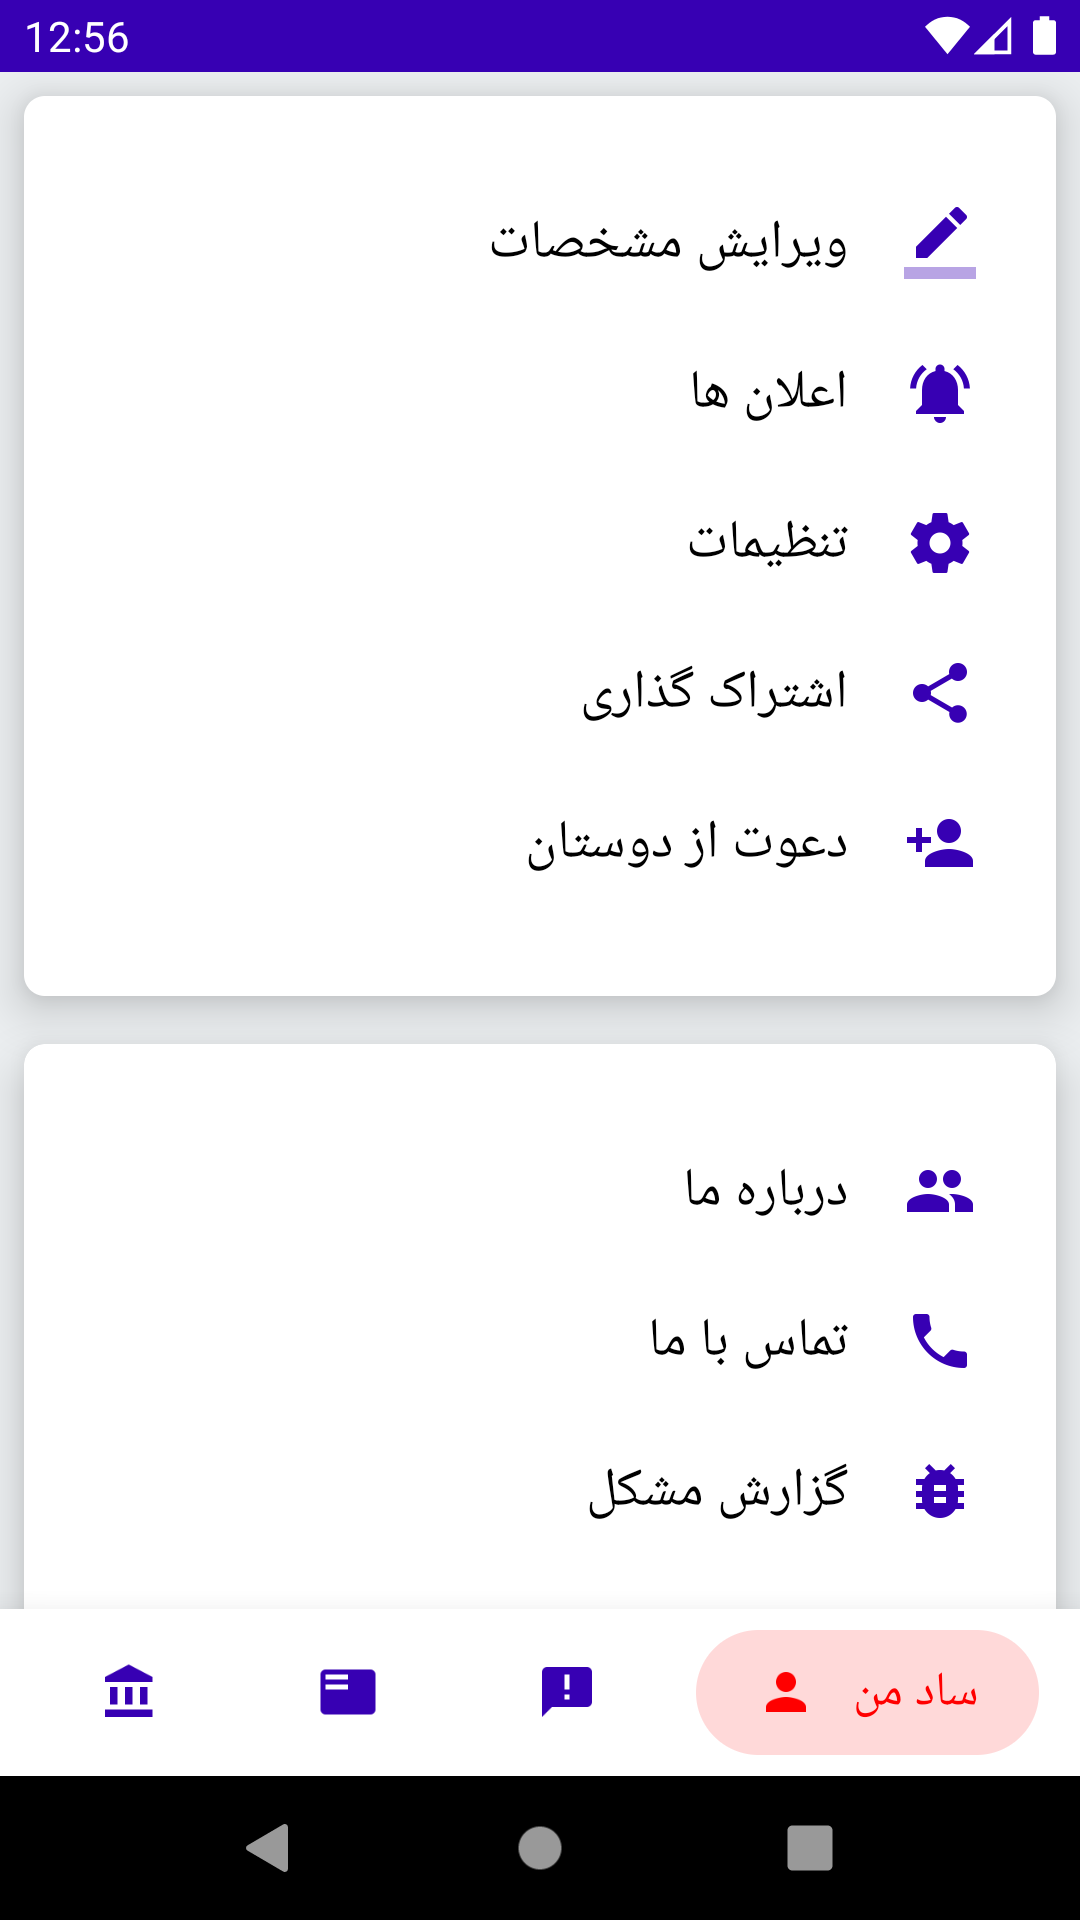 12:56
ویرایش مشخصات
اعلان ها
تنظیمات
اشتراک گذاری
دعوت از دوستان
درباره ما
تماس با ما
گزارش مشکل
ساد من